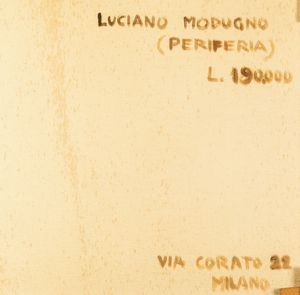 LUCIANO MODUGNO
(PERIFERIA)
L. 190.000
VIA CORATO 22
MILANO